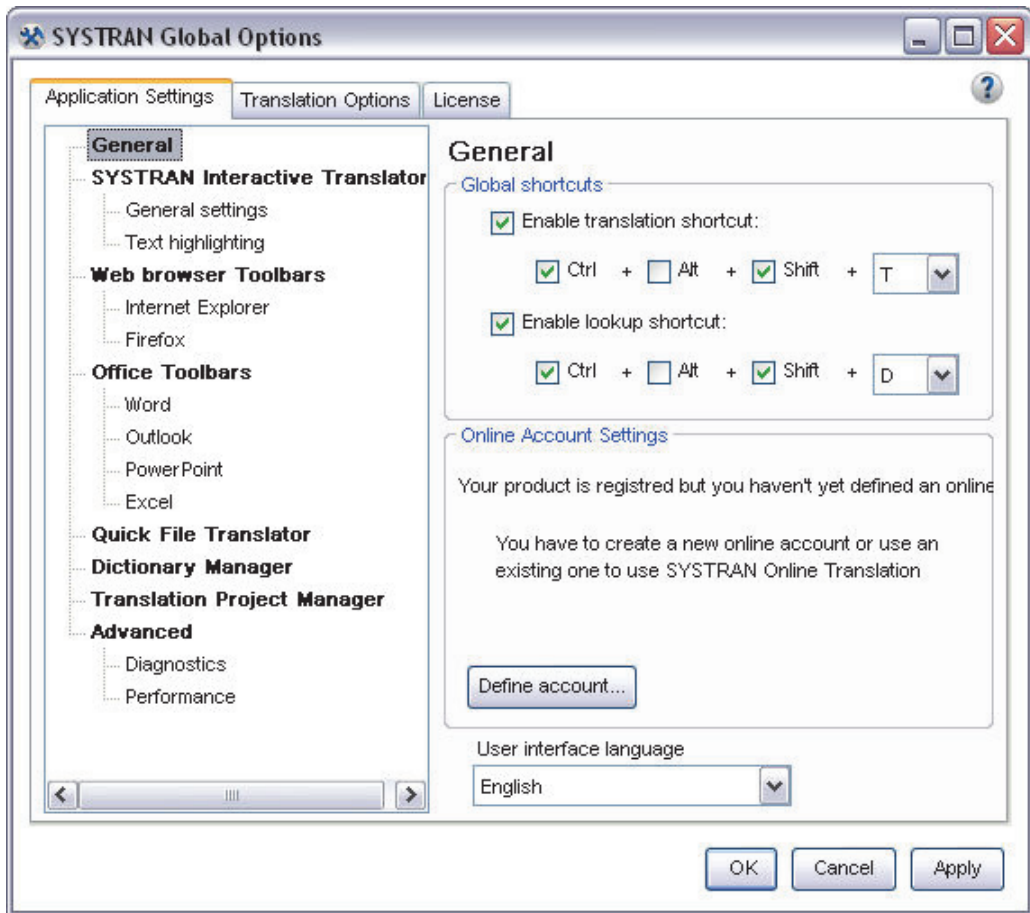 SYSTRAN Global Options
Application Settings
Translation Options
License
General
SYSTRAN Interactive Translator
General settings
Text highlighting
Web browser Toolbars
Internet Explorer
Firefox
Office Toolbars
Word
Outlook
PowerPoint
Excel
Quick File Translator
Dictionary Manager
Translation Project Manager
Advanced
Diagnostics
Performance
General
Global shortcuts
Enable translation shortcut:
Ctrl + Alt + Shift + T
Enable lookup shortcut:
Ctrl + Alt + Shift + D
Online Account Settings
Your product is registred but you haven't yet defined an online
You have to create a new online account or use an
existing one to use SYSTRAN Online Translation
Define account...
User interface language
English
OK Cancel Apply